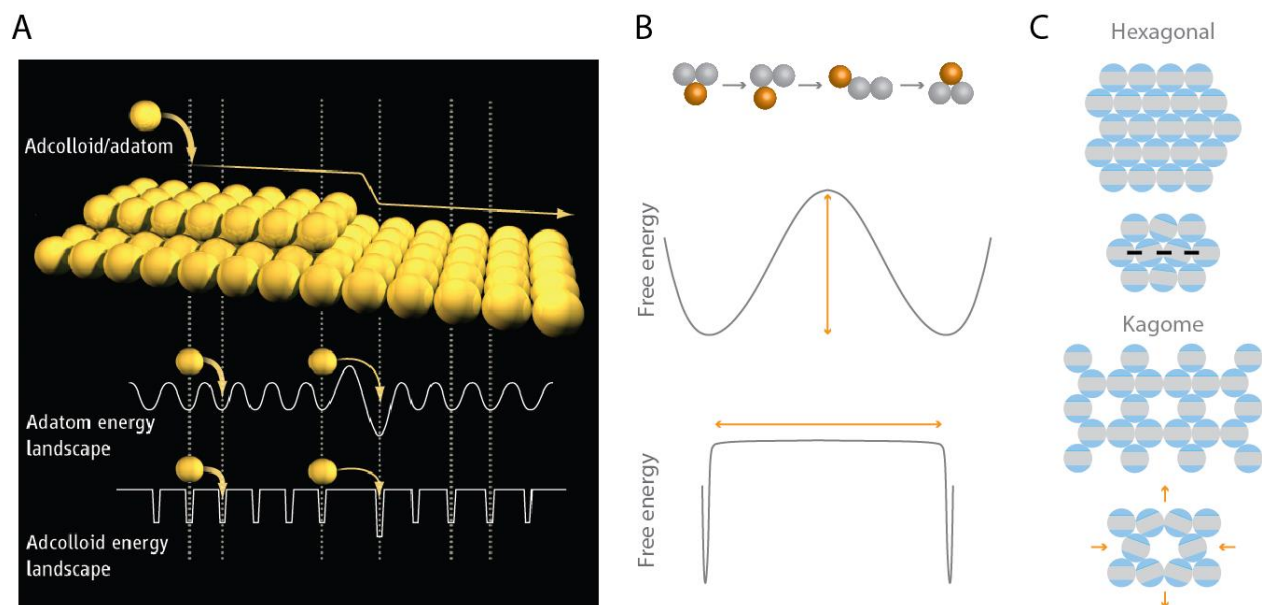 A
Adcolloid/adatom
Adatom energy
landscape
Adcolloid energy
landscape
B
Free energy
Free energy
C
Hexagonal
Kagome